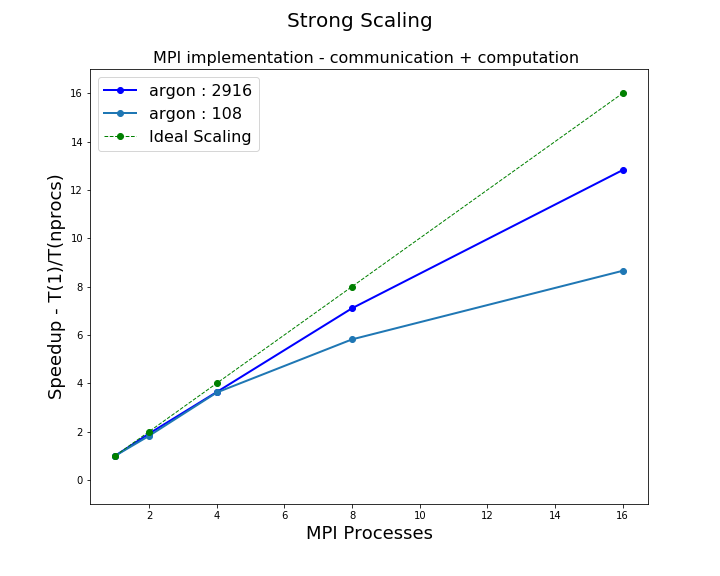 Strong Scaling
MPI implementation - communication + computation
argon : 2916
argon : 108
Ideal Scaling
Speedup - T(1)/T(nprocs)
16
14
12
10
8
6
4
2
0
2
4
6
8
10
12
14
16
MPI Processes